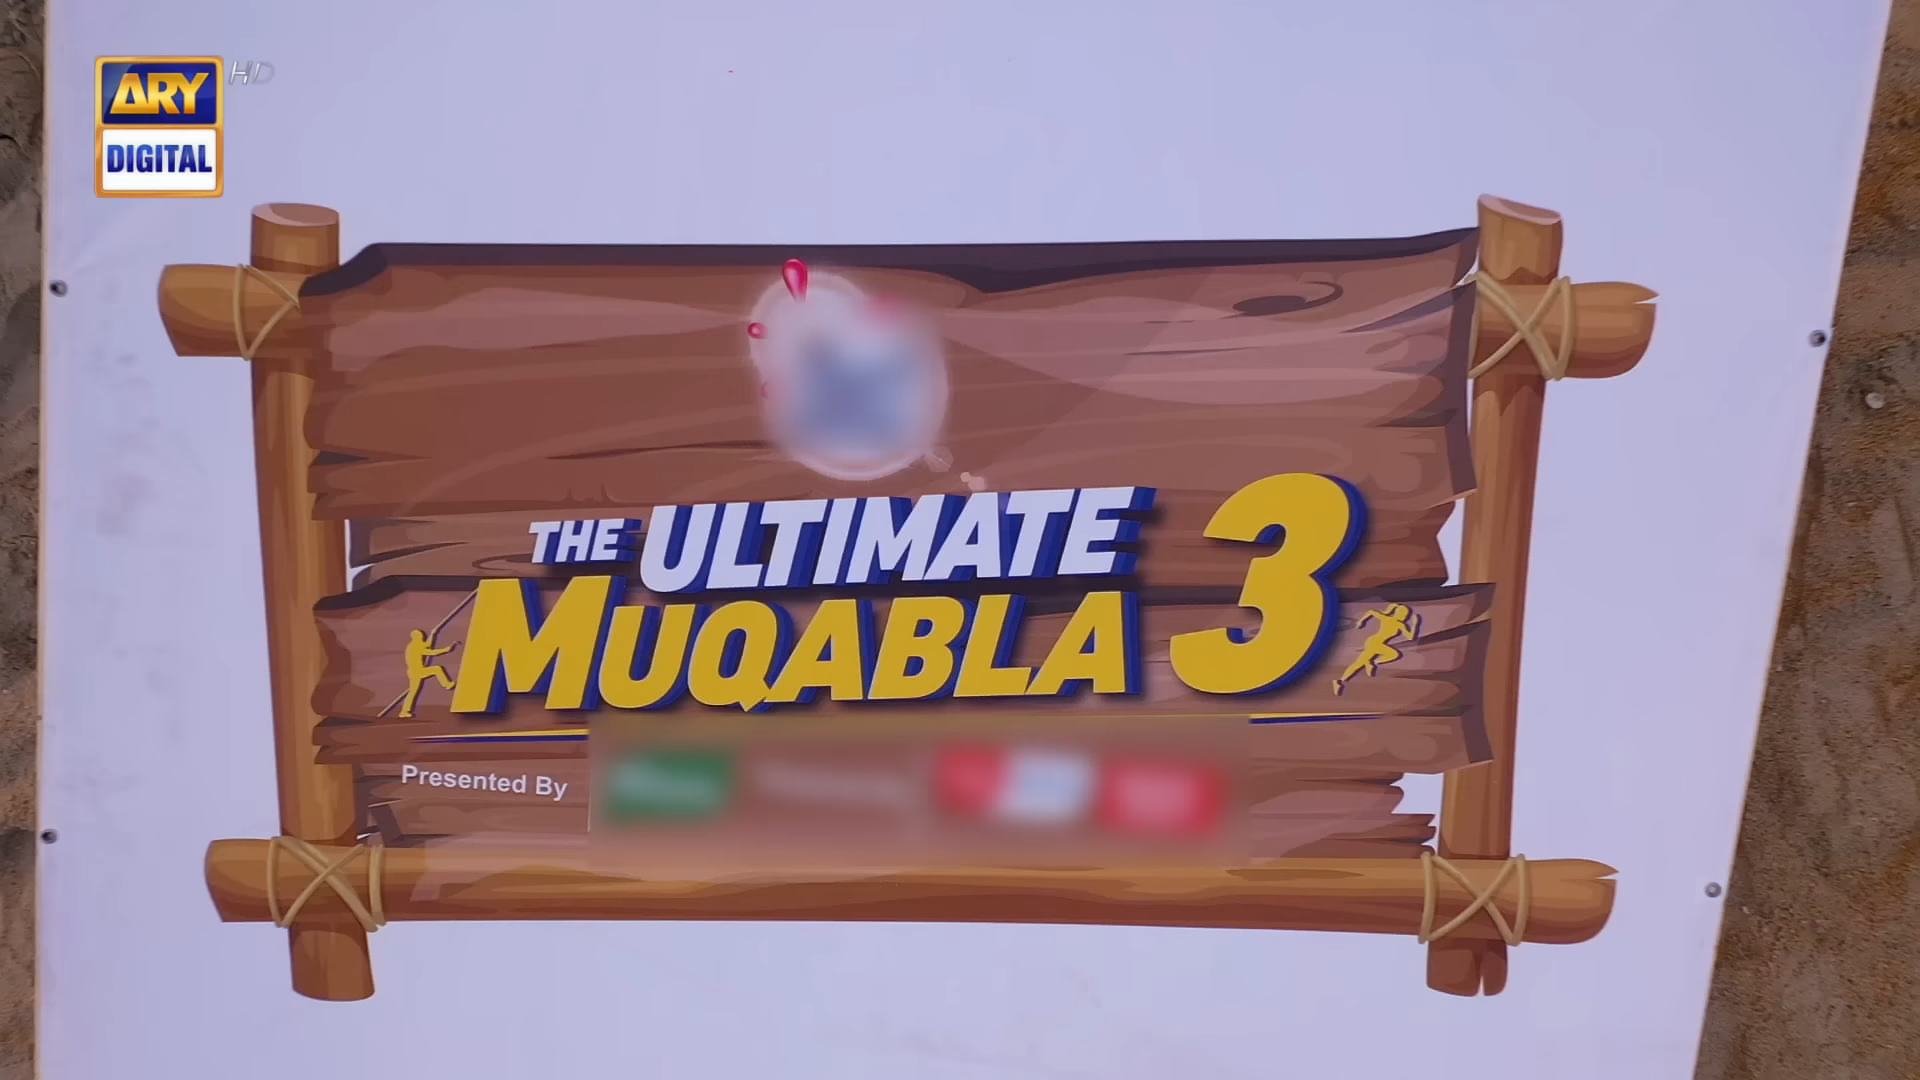 ARY HD
DIGITAL
THE ULTIMATE
MUQABLA 3
Presented By